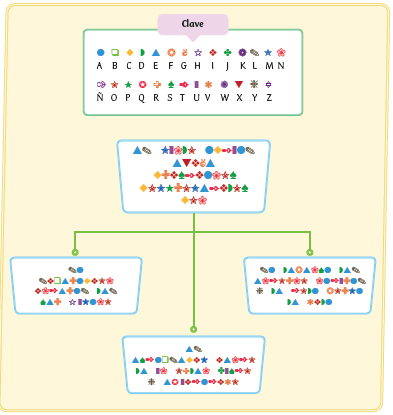 Clave
A B C D E F G H I J K L M N
Ñ O P Q R S T U V W X Y Z